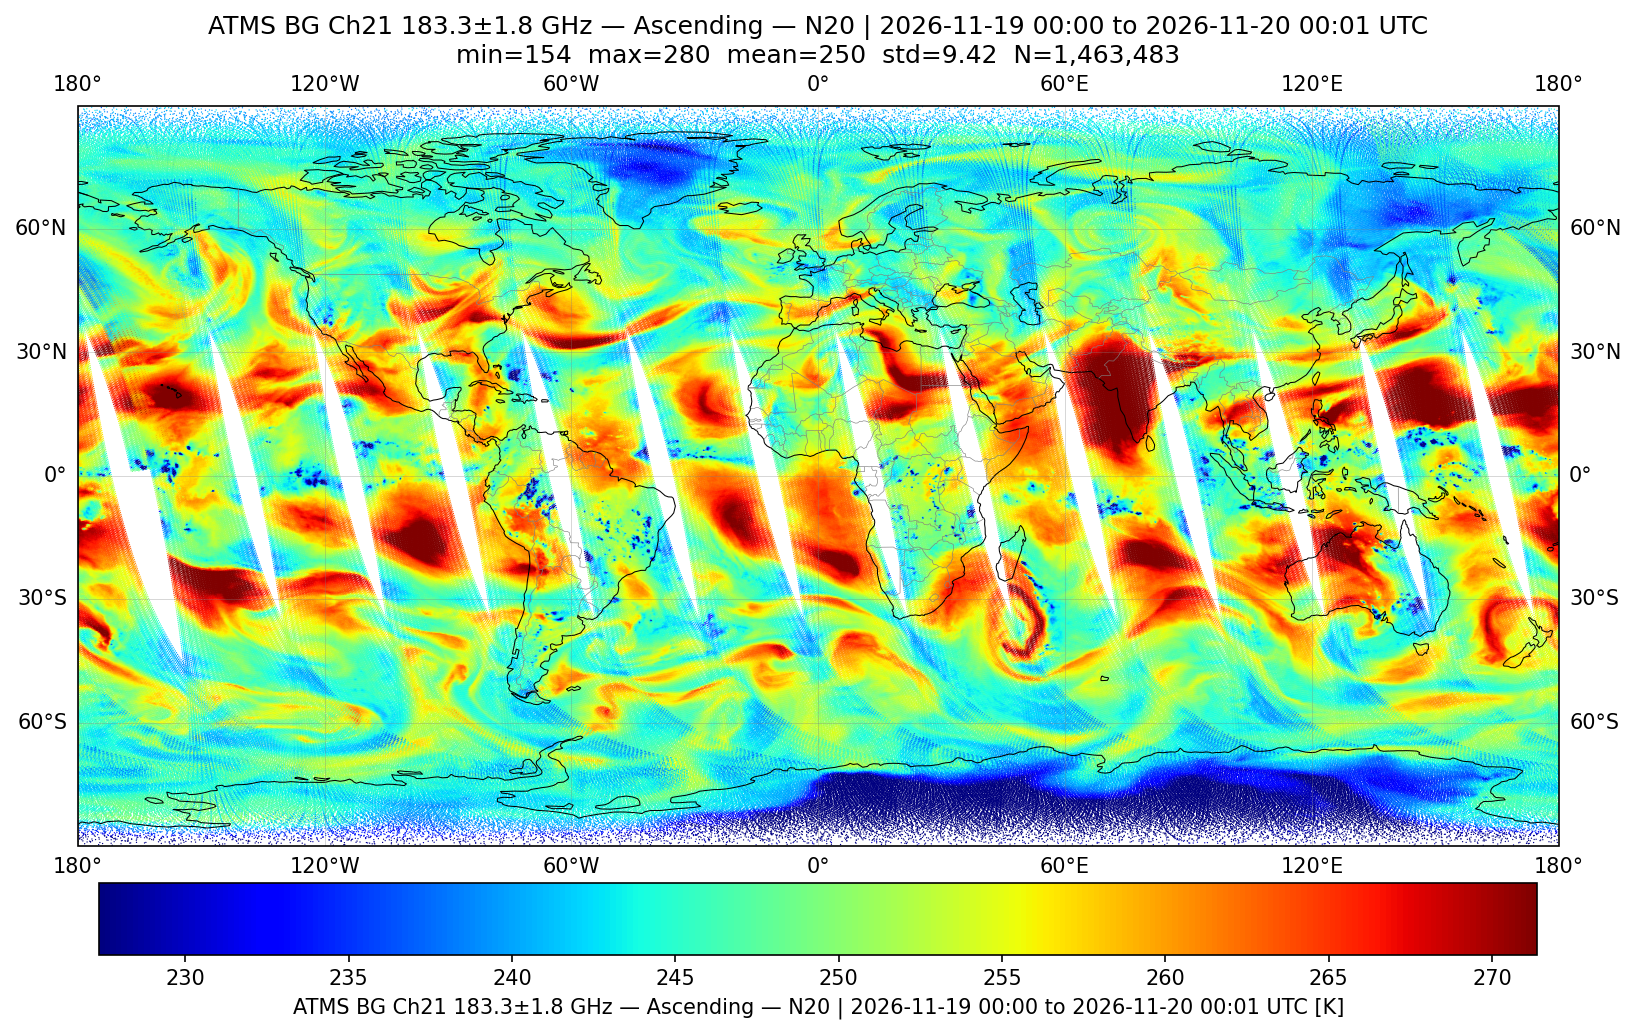 ATMS BG Ch21 183.3±1.8 GHz — Ascending — N20 | 2026-11-19 00:00 to 2026-11-20 00:01 UTC
min=154 max=280 mean=250 std=9.42 N=1,463,483
180° 120°W 60°W 0° 60°E 120°E 180°
60°N 60°N
30°N 30°N
0° 0°
30°S 30°S
60°S 60°S
180° 120°W 60°W 0° 60°E 120°E 180°
230 235 240 245 250 255 260 265 270
ATMS BG Ch21 183.3±1.8 GHz — Ascending — N20 | 2026-11-19 00:00 to 2026-11-20 00:01 UTC [K]